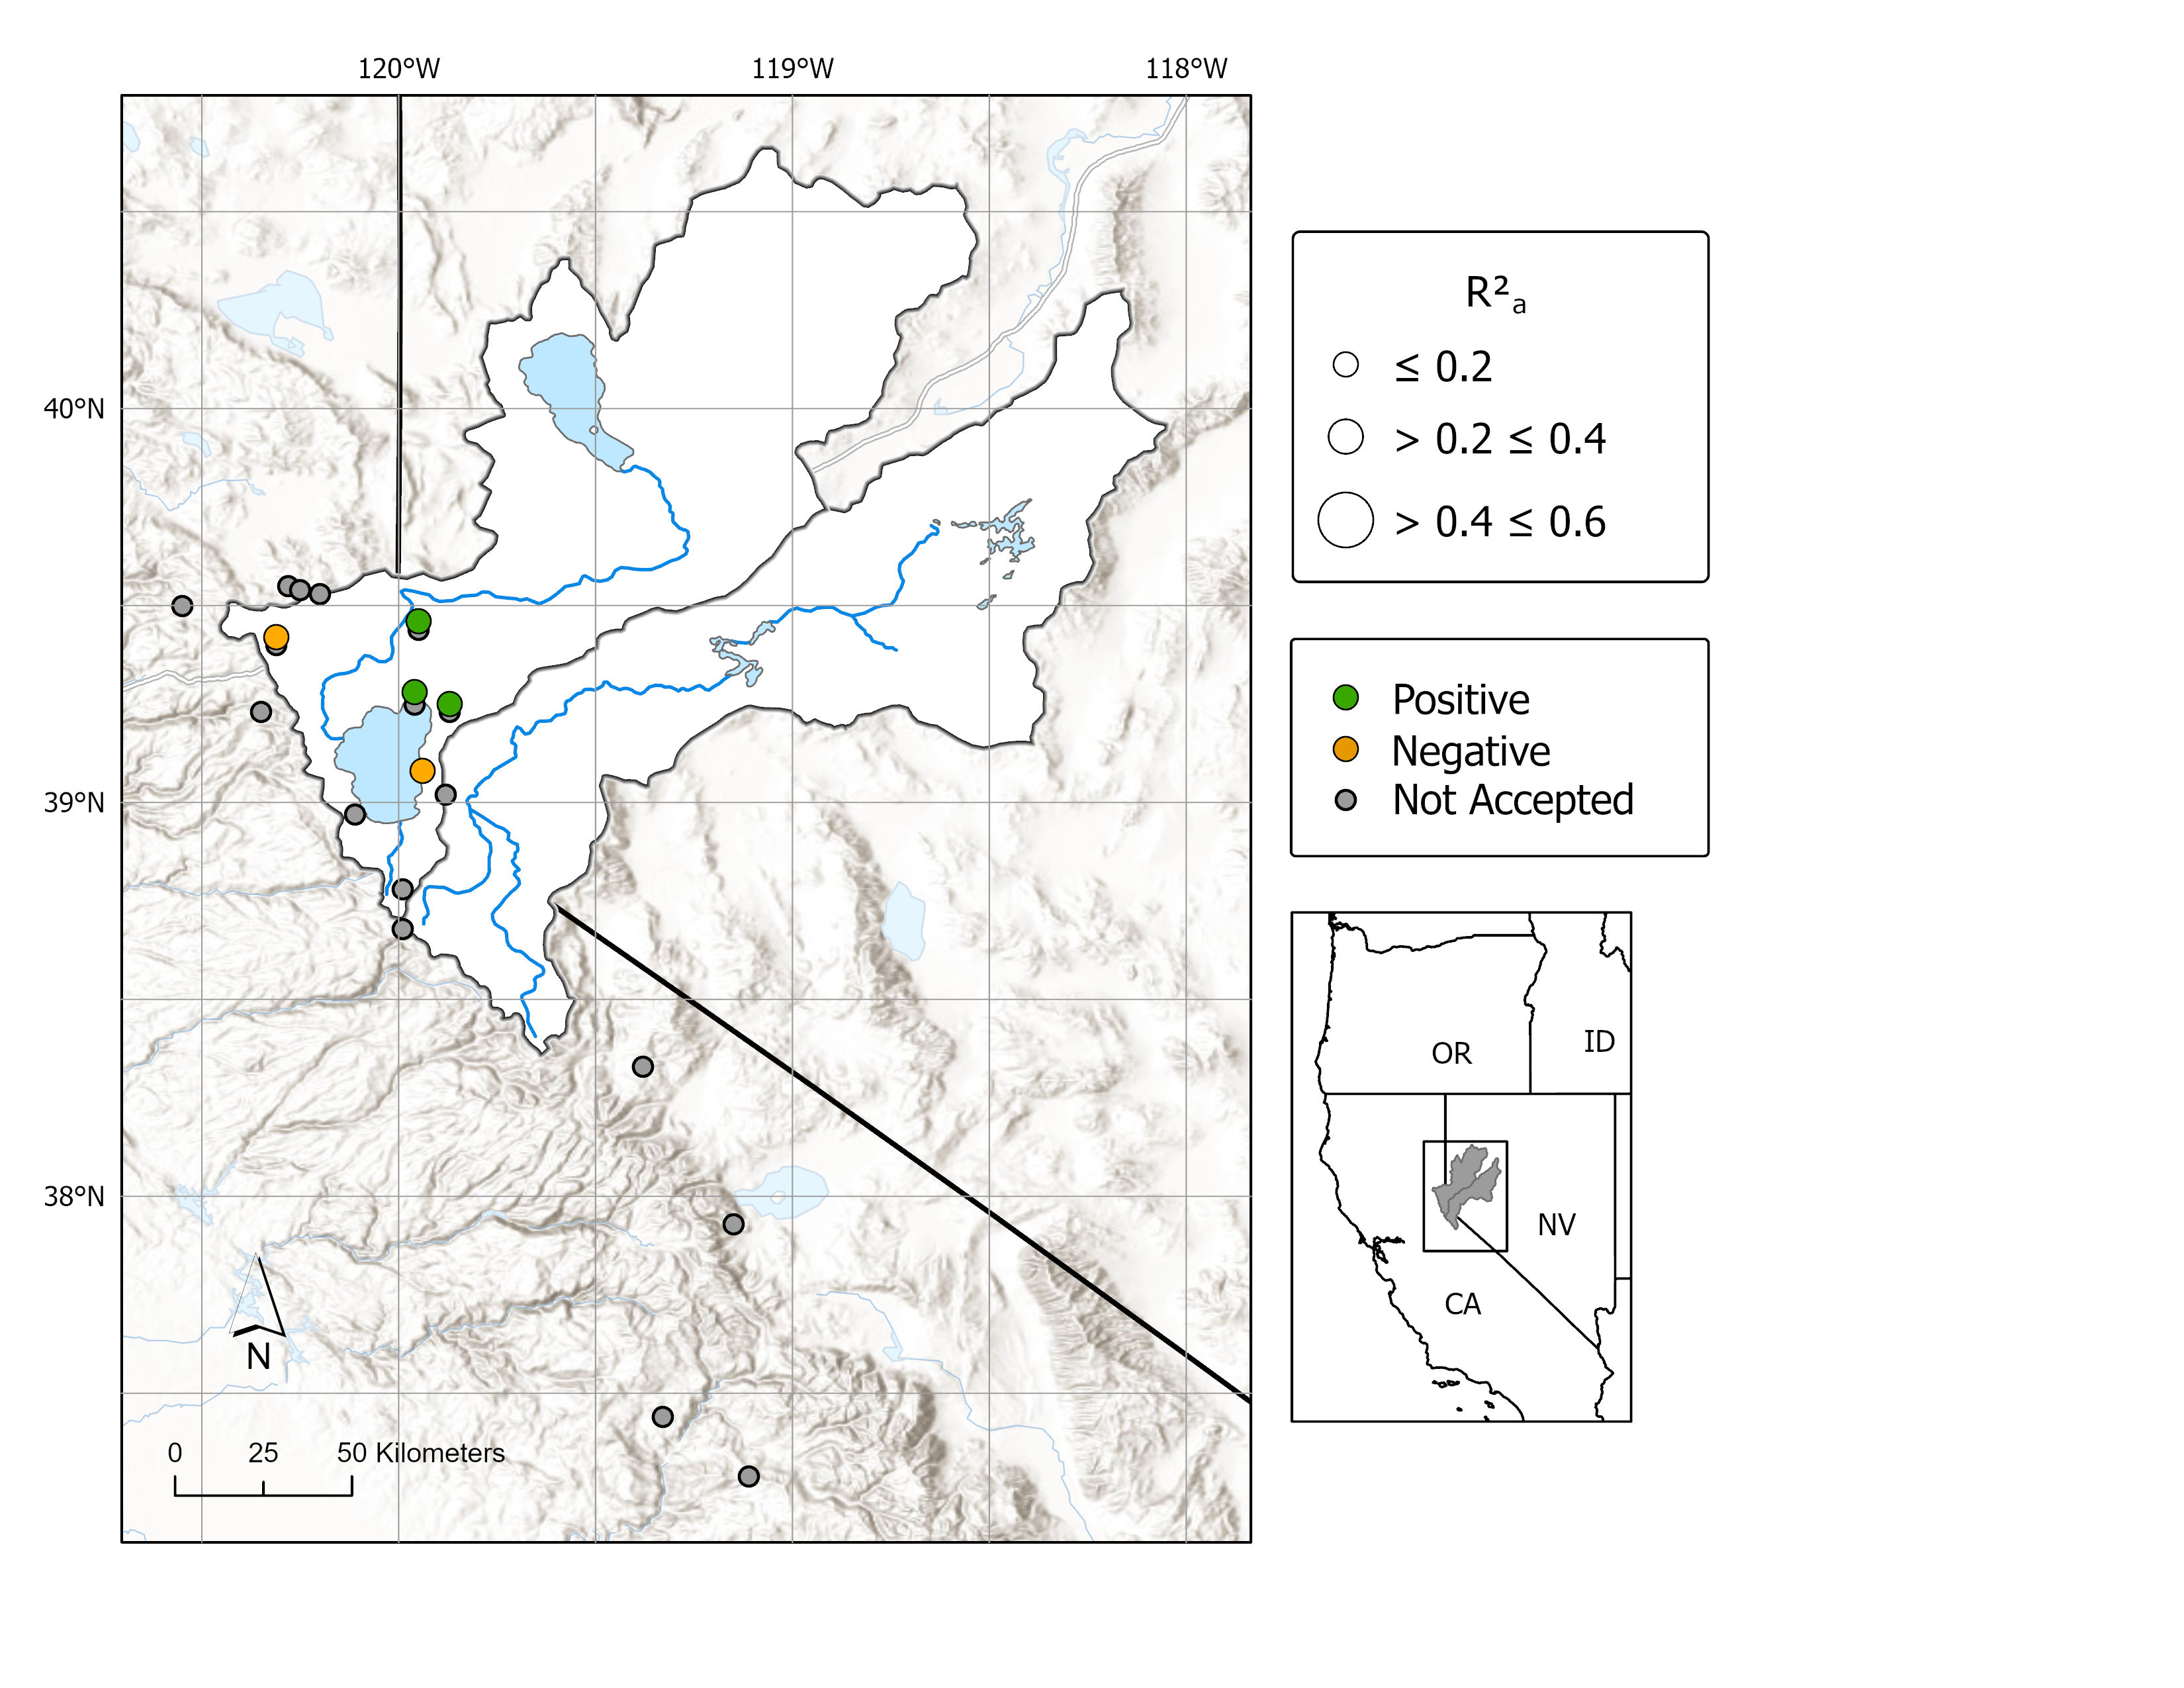 120°W 119°W 118°W
40°N
39°N
38°N
N
0 25 50 Kilometers
R²a
≤ 0.2
> 0.2 ≤ 0.4
> 0.4 ≤ 0.6
Positive
Negative
Not Accepted
OR
ID
NV
CA